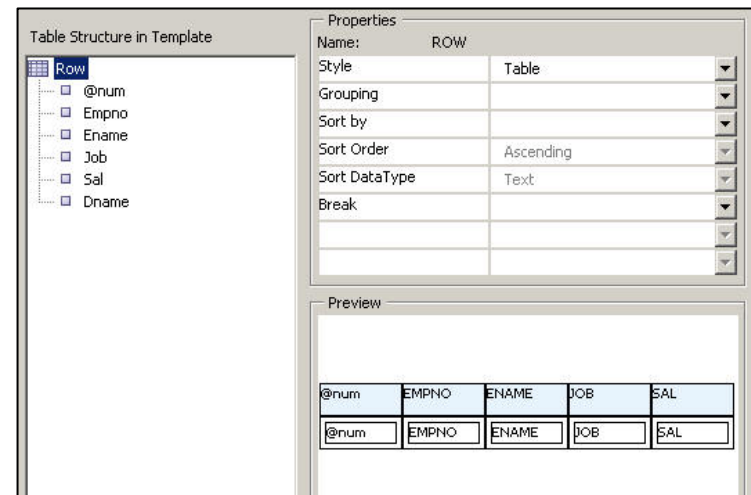 Table Structure in Template
Row
@num
Empno
Ename
Job
Sal
Dname
Properties
Name: ROW
Style Table
Grouping
Sort by
Sort Order Ascending
Sort DataType Text
Break
Preview
@num EMPNO ENAME JOB SAL
@num EMPNO ENAME JOB SAL